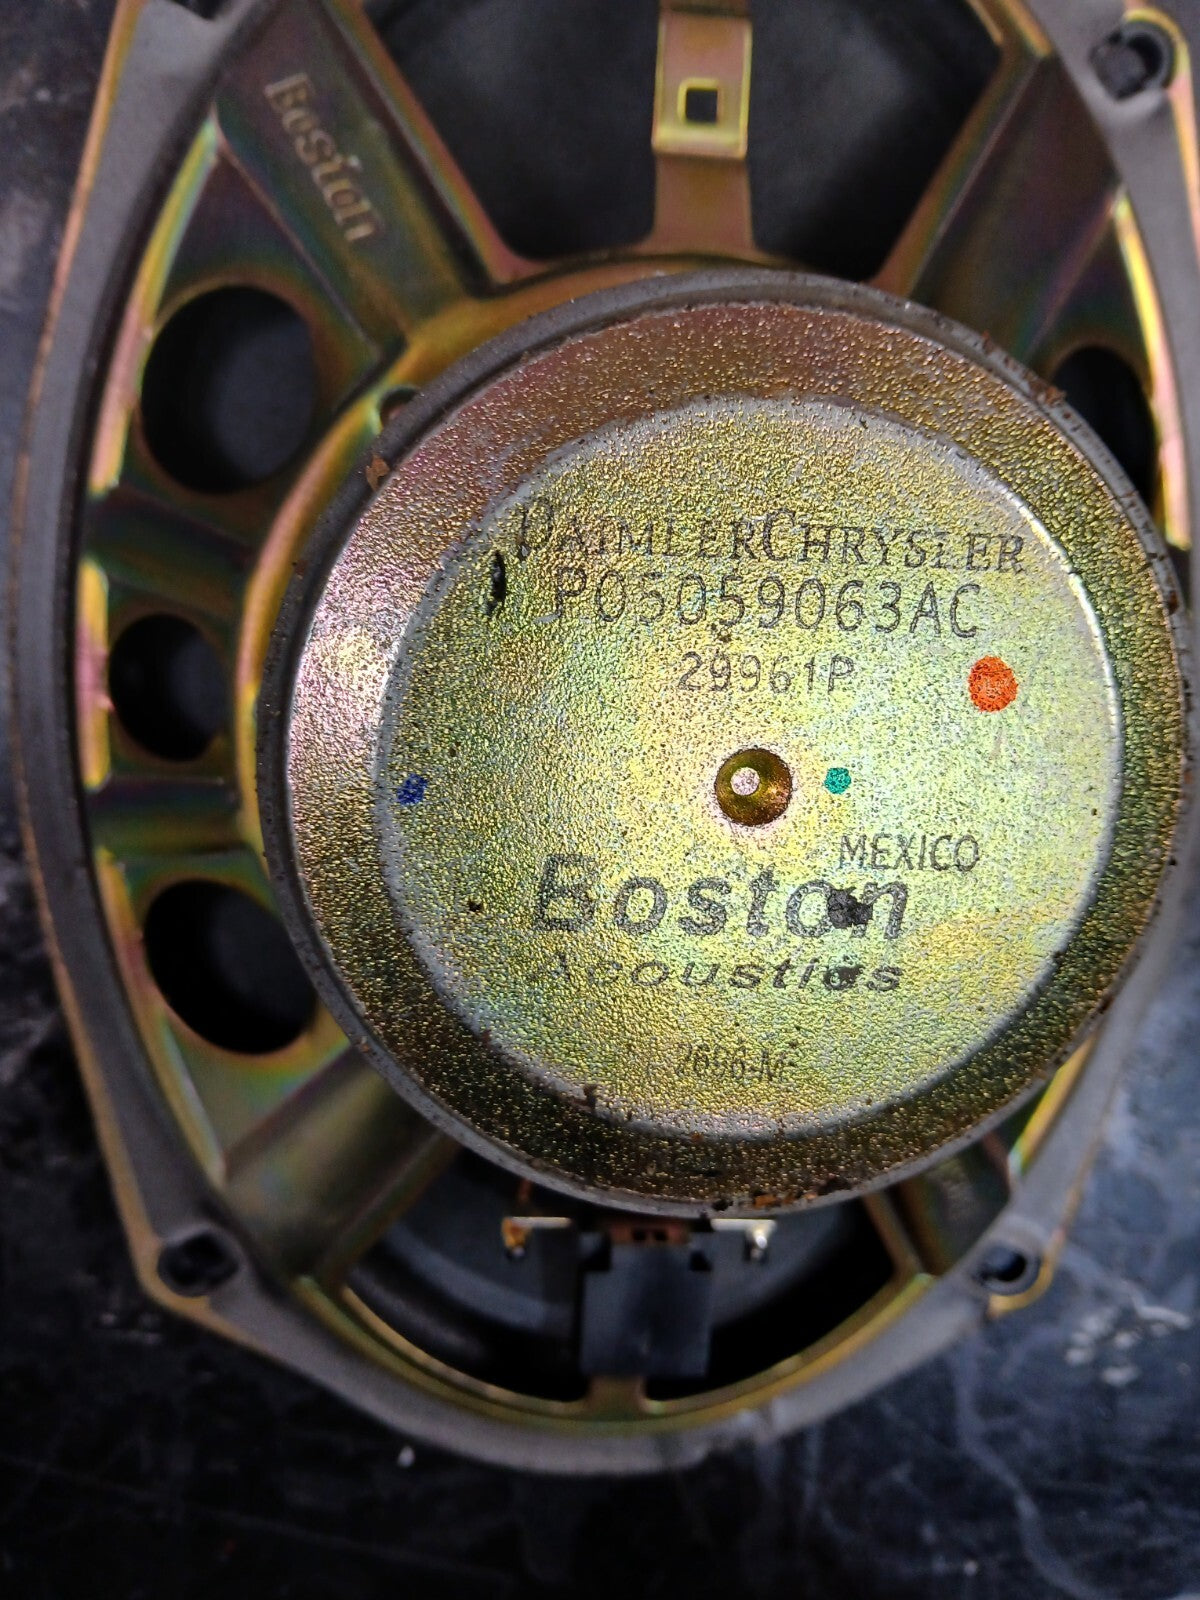 Boston
DAIMLERCHRYSLER
P05059063AC
29961P
MEXICO
Boston
Acoustics